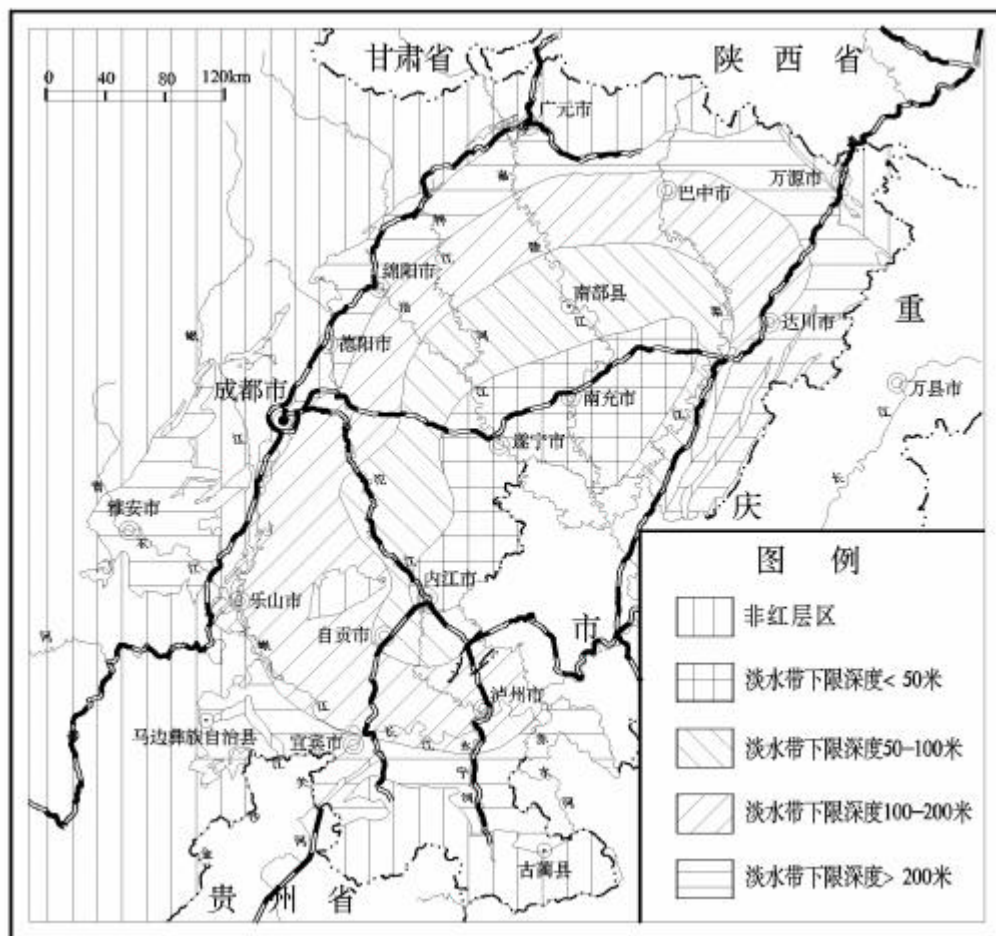 甘肃省
陕西省
0 40 80 120km
广元市
万源市
巴中市
绵阳市
南部县
重
达川市
德阳市
成都市
万县市
南充市
遂宁市
雅安市
庆
图 例
内江市
乐山市
非红层区
自贡市
市
淡水带下限深度< 50米
泸州市
马边彝族自治县
宜宾市
淡水带下限深度50-100米
淡水带下限深度100-200米
古蔺县
淡水带下限深度> 200米
贵 州 省